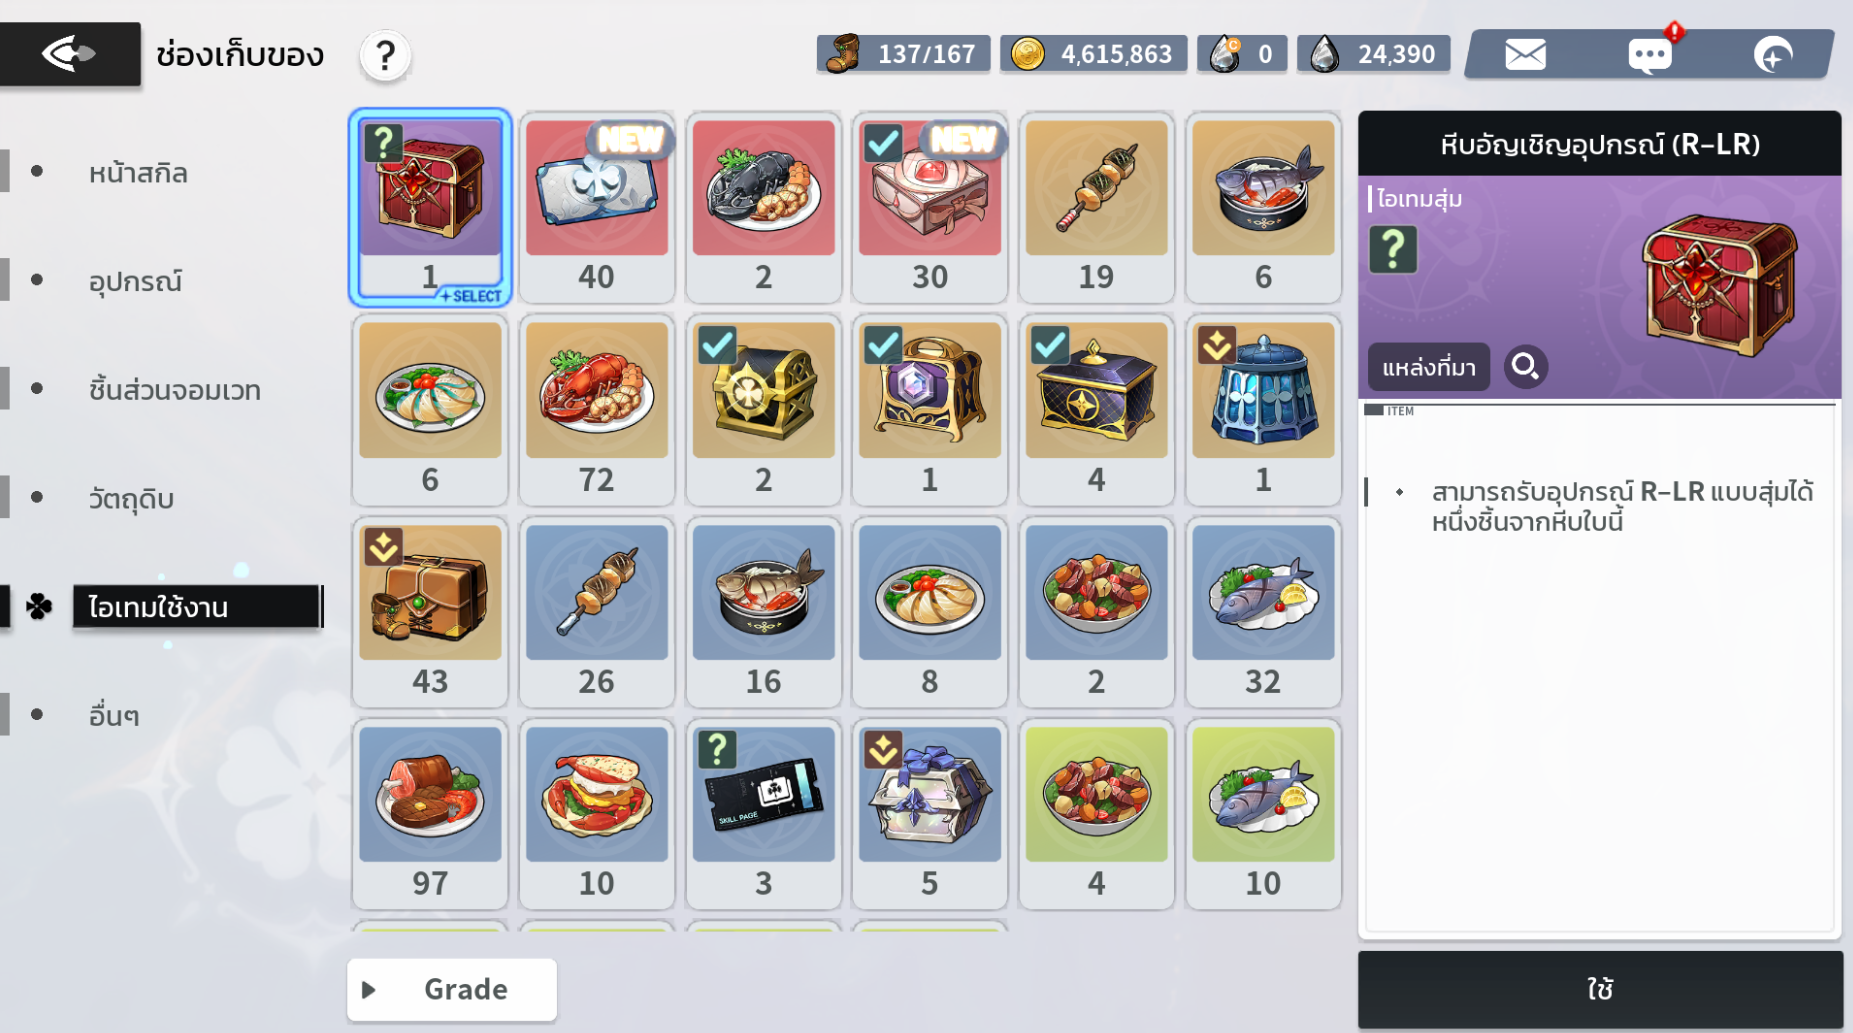 ช่องเก็บของ
?
137/167
4,615,863
0
24,390
หน้าสกิล
อุปกรณ์
ชิ้นส่วนจอมเวท
วัตถุดิบ
ไอเทมใช้งาน
อื่นๆ
?
NEW
NEW
1
SELECT
40
2
30
19
6
6
72
2
1
4
1
43
26
16
8
2
32
?
SKILL PAGE
97
10
3
5
4
10
Grade
หีบอัญเชิญอุปกรณ์ (R-LR)
ไอเทมสุ่ม
?
แหล่งที่มา
ITEM
สามารถรับอุปกรณ์ R-LR แบบสุ่มได้
หนึ่งชิ้นจากหีบใบนี้
ใช้